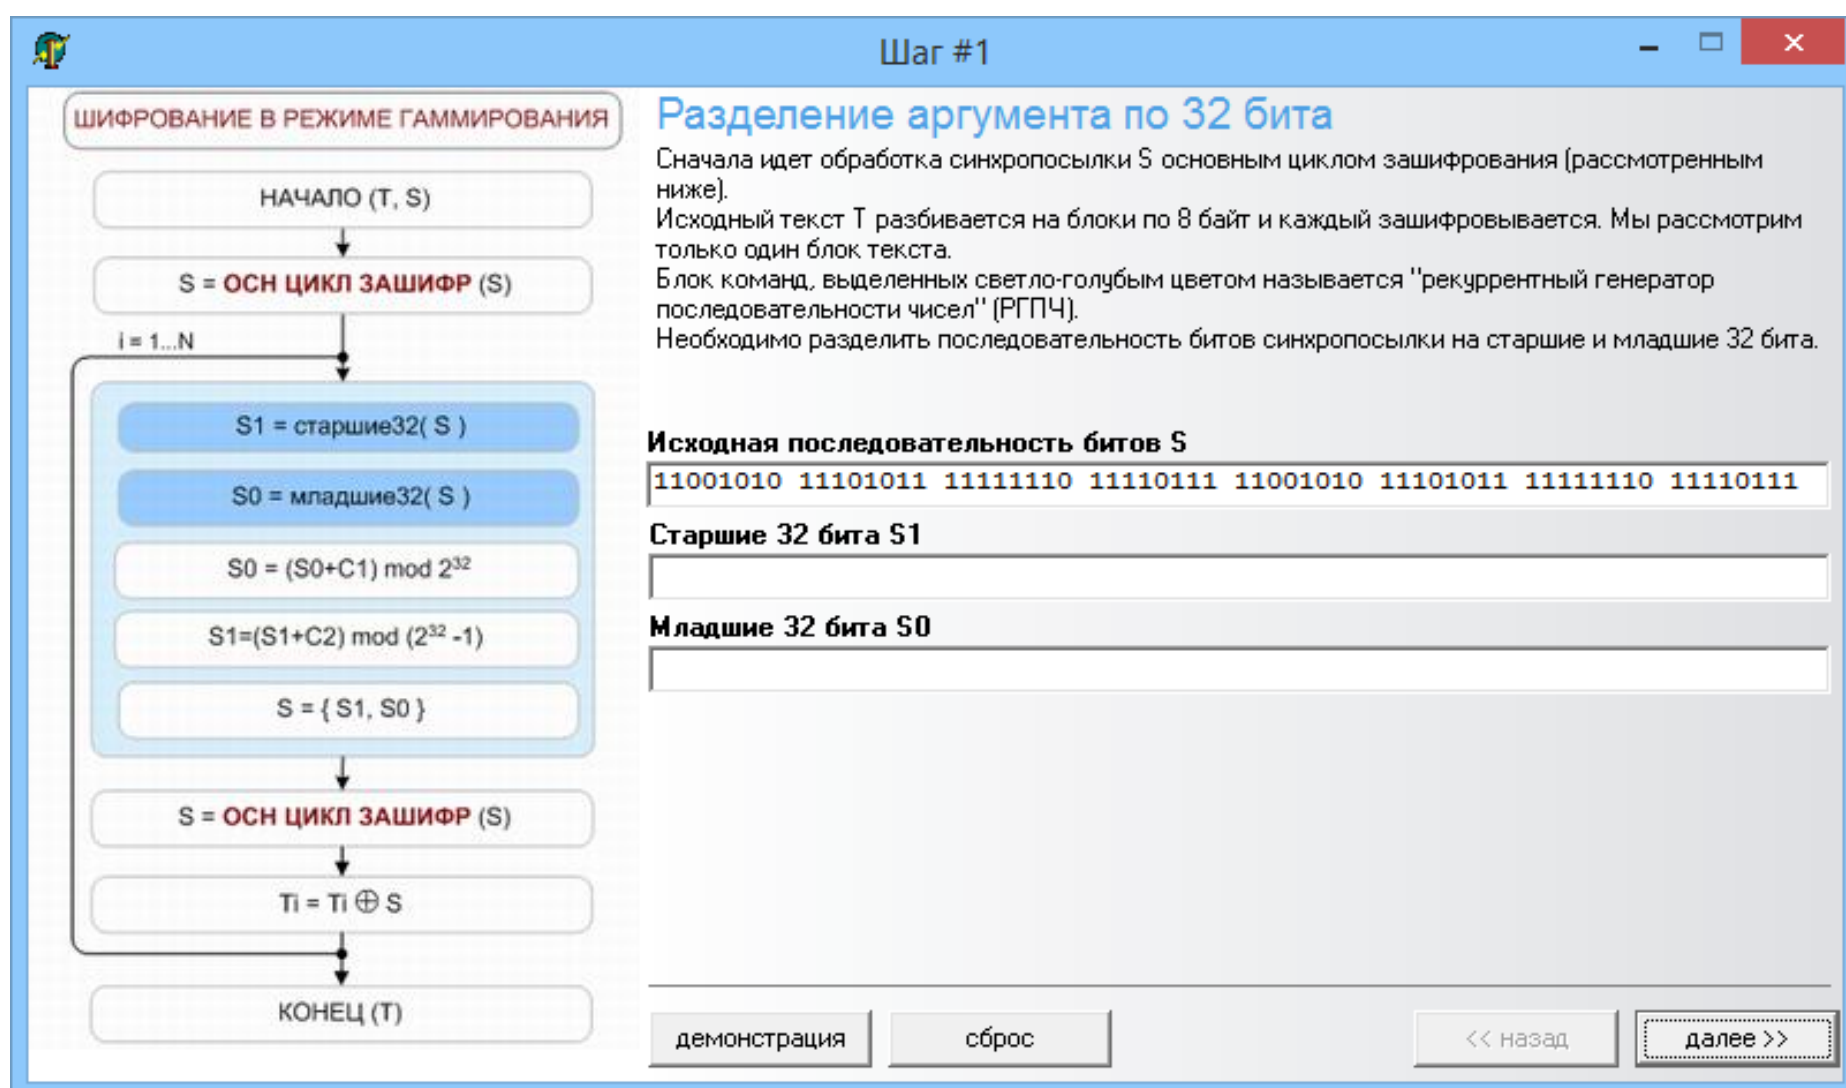 Шаг #1
ШИФРОВАНИЕ В РЕЖИМЕ ГАММИРОВАНИЯ
НАЧАЛО (T, S)
S = ОСН ЦИКЛ ЗАШИФР (S)
i = 1...N
S1 = старшие32( S )
S0 = младшие32( S )
S0 = (S0+C1) mod 2³²
S1=(S1+C2) mod (2³² -1)
S = { S1, S0 }
S = ОСН ЦИКЛ ЗАШИФР (S)
Ti = Ti ⊕ S
КОНЕЦ (T)
Разделение аргумента по 32 бита
Сначала идет обработка синхропосылки S основным циклом зашифрования (рассмотренным
ниже).
Исходный текст T разбивается на блоки по 8 байт и каждый зашифровывается. Мы рассмотрим
только один блок текста.
Блок команд, выделенных светло-голубым цветом называется "рекуррентный генератор
последовательности чисел" (РГПЧ).
Необходимо разделить последовательность битов синхропосылки на старшие и младшие 32 бита.
Исходная последовательность битов S
11001010 11101011 11111110 11110111 11001010 11101011 11111110 11110111
Старшие 32 бита S1
Младшие 32 бита S0
демонстрация
сброс
<< назад
далее >>